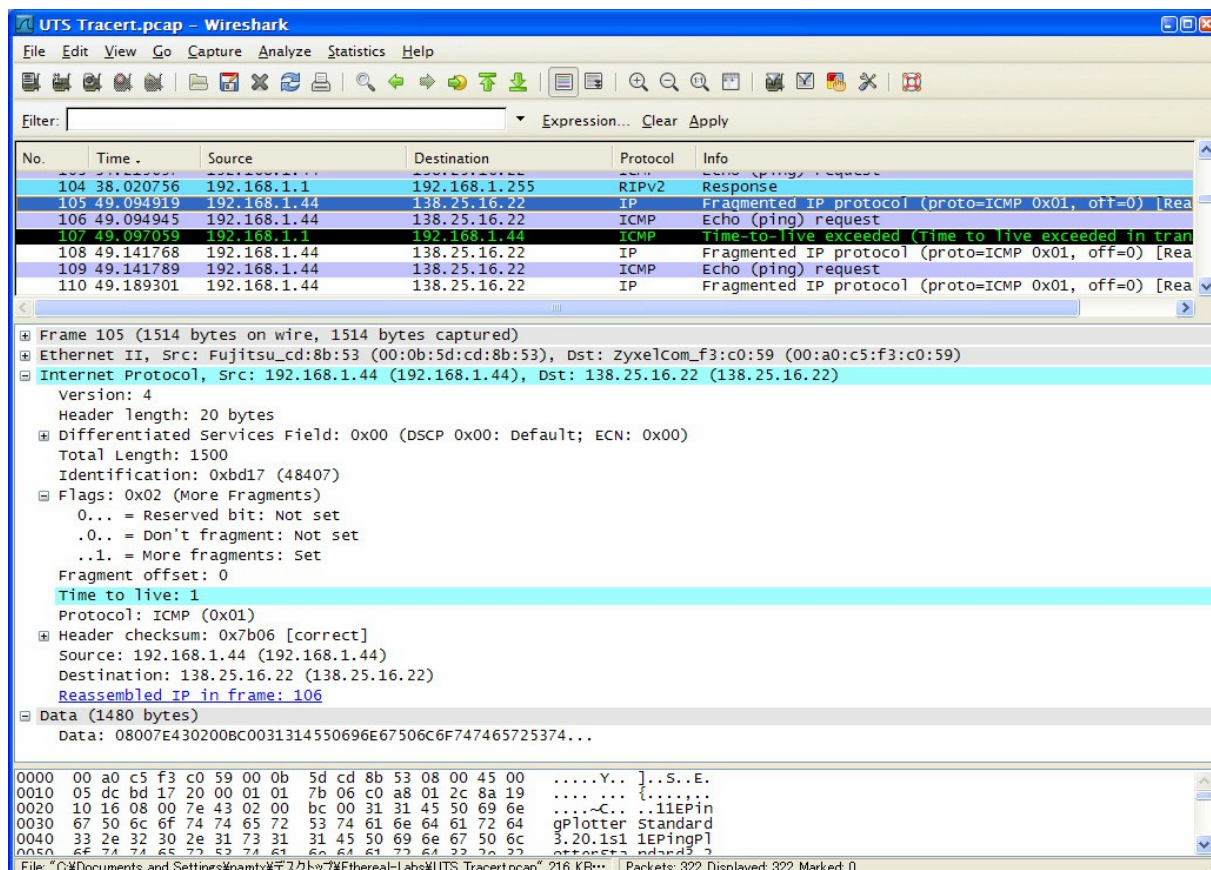 UTS Tracert.pcap - Wireshark
File Edit View Go Capture Analyze Statistics Help
Filter: Expression... Clear Apply
No. Time . Source Destination Protocol Info
104 38.020756 192.168.1.1 192.168.1.255 RIPv2 Response
105 49.094919 192.168.1.44 138.25.16.22 IP Fragmented IP protocol (proto=ICMP 0x01, off=0) [Rea
106 49.094945 192.168.1.44 138.25.16.22 ICMP Echo (ping) request
107 49.097059 192.168.1.1 192.168.1.44 ICMP Time-to-live exceeded (Time to live exceeded in tran
108 49.141768 192.168.1.44 138.25.16.22 IP Fragmented IP protocol (proto=ICMP 0x01, off=0) [Rea
109 49.141789 192.168.1.44 138.25.16.22 ICMP Echo (ping) request
110 49.189301 192.168.1.44 138.25.16.22 IP Fragmented IP protocol (proto=ICMP 0x01, off=0) [Rea
Frame 105 (1514 bytes on wire, 1514 bytes captured)
Ethernet II, Src: Fujitsu_cd:8b:53 (00:0b:5d:cd:8b:53), Dst: ZyxelCom_f3:c0:59 (00:a0:c5:f3:c0:59)
Internet Protocol, Src: 192.168.1.44 (192.168.1.44), Dst: 138.25.16.22 (138.25.16.22)
Version: 4
Header length: 20 bytes
Differentiated Services Field: 0x00 (DSCP 0x00: Default; ECN: 0x00)
Total Length: 1500
Identification: 0xbd17 (48407)
Flags: 0x02 (More Fragments)
0... = Reserved bit: Not set
.0.. = Don't fragment: Not set
..1. = More fragments: Set
Fragment offset: 0
Time to live: 1
Protocol: ICMP (0x01)
Header checksum: 0x7b06 [correct]
Source: 192.168.1.44 (192.168.1.44)
Destination: 138.25.16.22 (138.25.16.22)
Reassembled IP in frame: 106
Data (1480 bytes)
Data: 08007E430200BC0031314550696E67506C6F747465725374...
0000 00 a0 c5 f3 c0 59 00 0b 5d cd 8b 53 08 00 45 00 .....Y.. ]..S..E.
0010 05 dc bd 17 20 00 01 01 7b 06 c0 a8 01 2c 8a 19 .... ... {....,..
0020 10 16 08 00 7e 43 02 00 bc 00 31 31 45 50 69 6e ....~C.. ..11EPin
0030 67 50 6c 6f 74 74 65 72 53 74 61 6e 64 61 72 64 gPlotter Standard
0040 33 2e 32 30 2e 31 73 31 31 45 50 69 6e 67 50 6c 3.20.1s1 1EPingPl
File: "C:¥Documents and Settings¥namtx¥デスクトップ¥Ethereal-Labs¥UTS Tracert.pcap" 216 KB… Packets: 322 Displayed: 322 Marked: 0